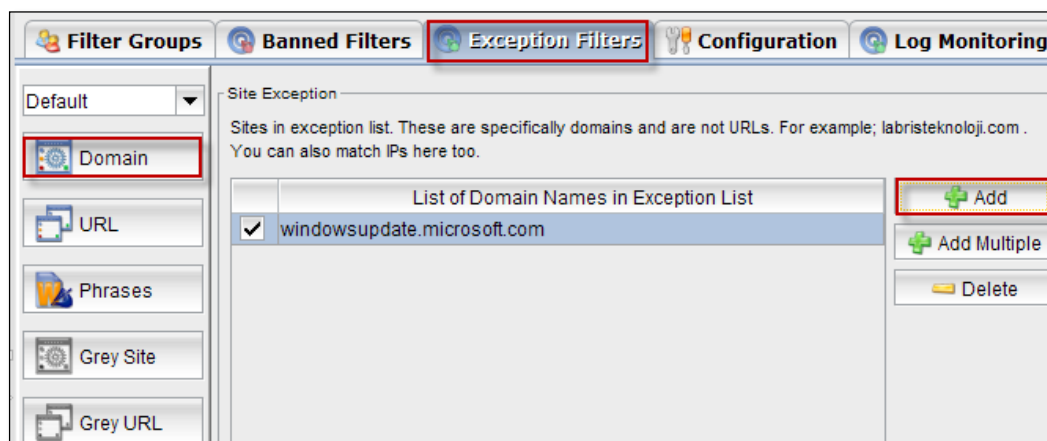 Filter Groups Banned Filters Exception Filters Configuration Log Monitoring
Default
Domain
URL
Phrases
Grey Site
Grey URL
Site Exception
Sites in exception list. These are specifically domains and are not URLs. For example; labristeknoloji.com .
You can also match IPs here too.
List of Domain Names in Exception List
windowsupdate.microsoft.com
Add
Add Multiple
Delete